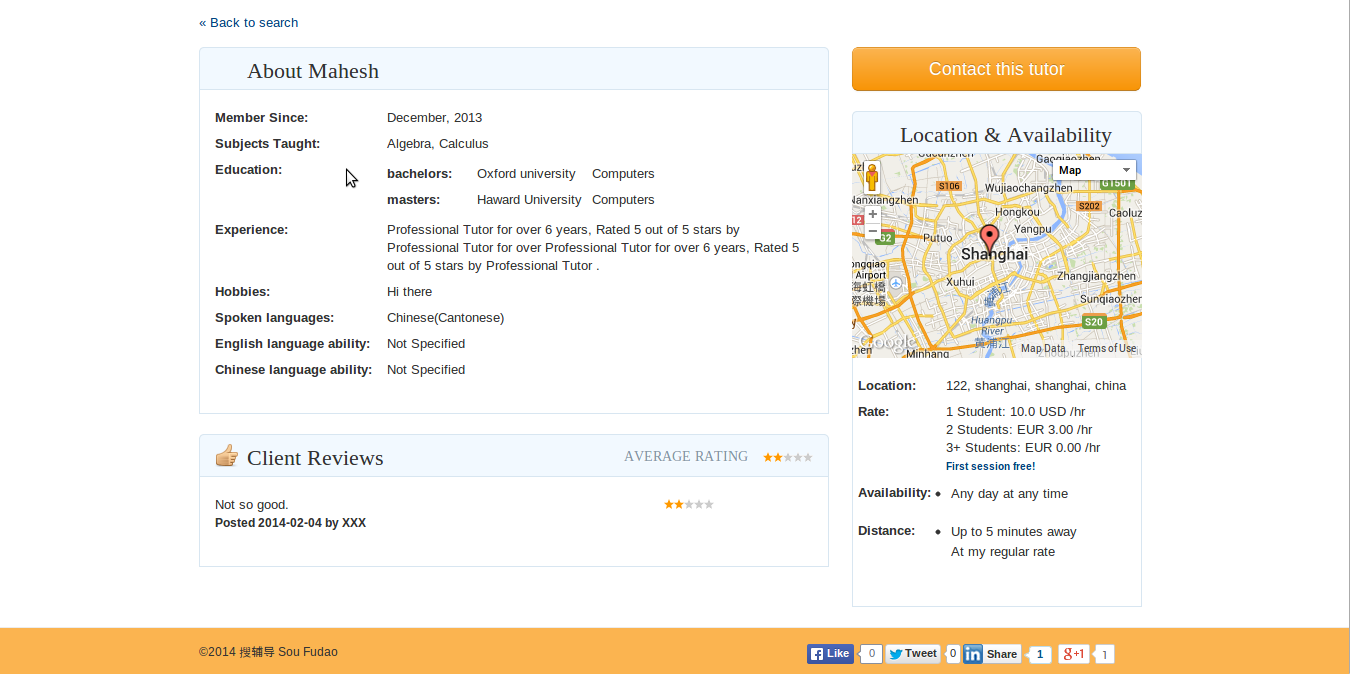 « Back to search
About Mahesh
Member Since: December, 2013
Subjects Taught: Algebra, Calculus
Education:
bachelors: Oxford university Computers
masters: Haward University Computers
Experience: Professional Tutor for over 6 years, Rated 5 out of 5 stars by
Professional Tutor for over Professional Tutor for over 6 years, Rated 5
out of 5 stars by Professional Tutor .
Hobbies: Hi there
Spoken languages: Chinese(Cantonese)
English language ability: Not Specified
Chinese language ability: Not Specified
Client Reviews
AVERAGE RATING
Not so good.
Posted 2014-02-04 by XXX
Contact this tutor
Location & Availability
Map
S106
G1501
Wujiaochangzhen
Nanxiangzhen
S202
Hongkou
Caoluz
+
12
Yangpu
−
G2
Putuo
Shanghai
ongqiao
Airport
海虹橋
際機場
Zhangjiangzhen
Xuhui
Sunqiaozhen
Huangpu
River
黄浦江
S20
Google
Map Data
Terms of Use
zhen
Minhang
Location: 122, shanghai, shanghai, china
Rate: 1 Student: 10.0 USD /hr
2 Students: EUR 3.00 /hr
3+ Students: EUR 0.00 /hr
First session free!
Availability: • Any day at any time
Distance: • Up to 5 minutes away
At my regular rate
©2014 搜辅导 Sou Fudao
Like 0 Tweet 0 in Share 1 g+1 1